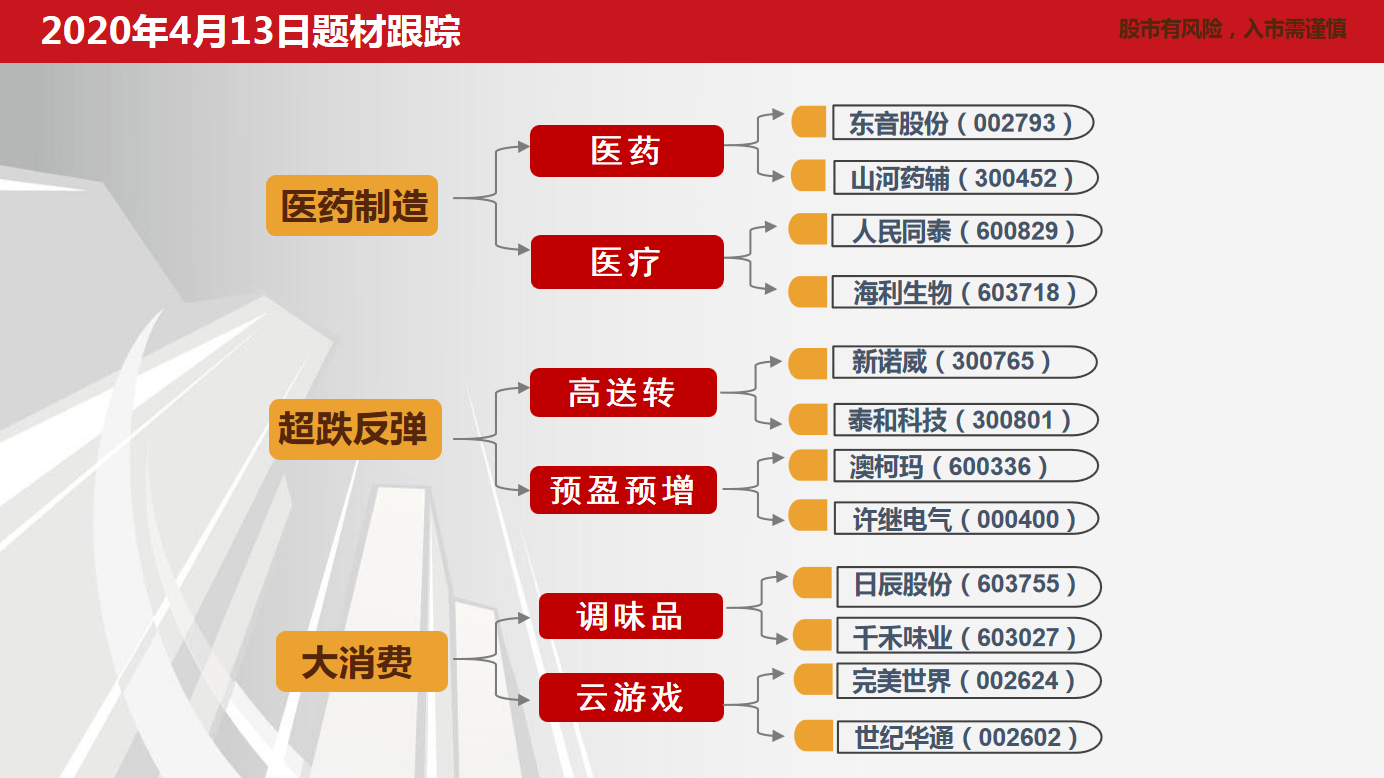 2020年4月13日题材跟踪
股市有风险，入市需谨慎
医药制造
医药
东音股份（002793）
山河药辅（300452）
医疗
人民同泰（600829）
海利生物（603718）
超跌反弹
高送转
新诺威（300765）
泰和科技（300801）
预盈预增
澳柯玛（600336）
许继电气（000400）
大消费
调味品
日辰股份（603755）
千禾味业（603027）
云游戏
完美世界（002624）
世纪华通（002602）